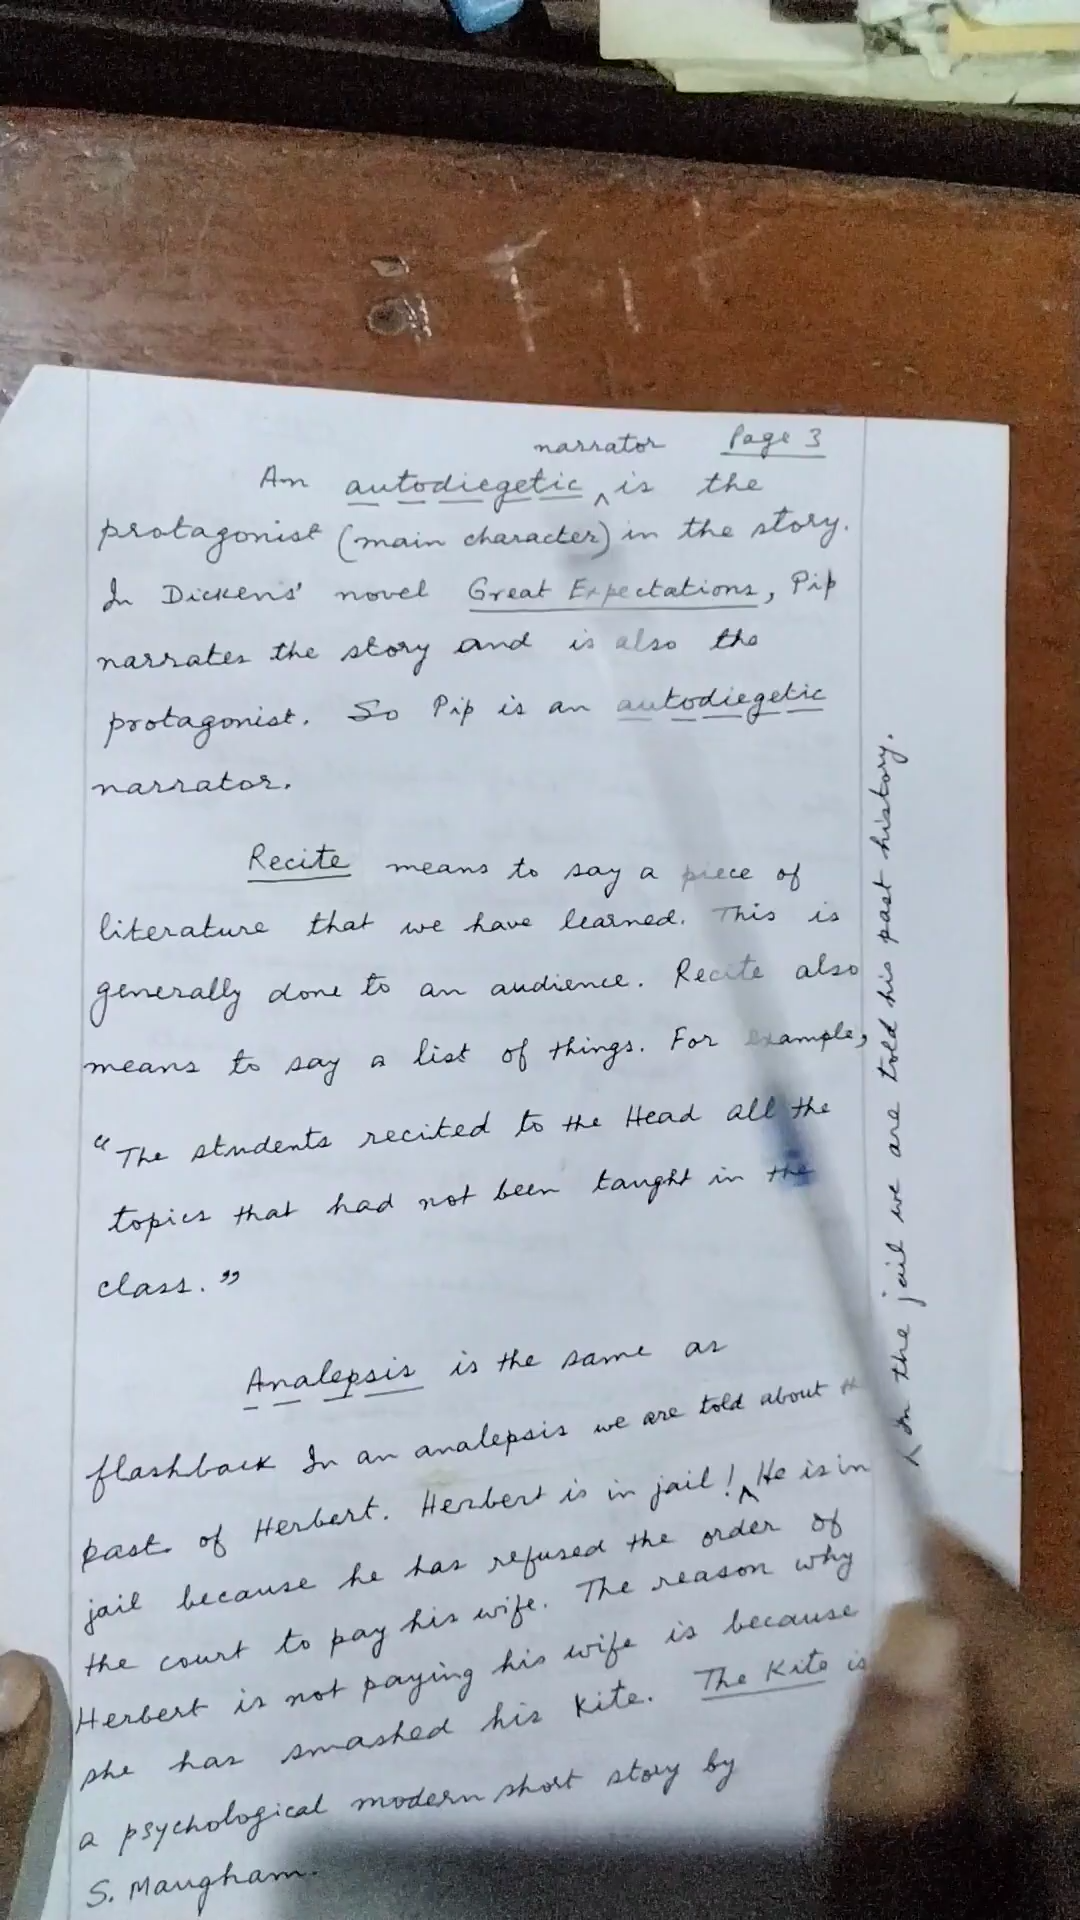 Page 3
narrator
An autodiegetic ^ is the
protagonist (main character) in the story.
In Dickens' novel Great Expectations, Pip
narrates the story and is also the
protagonist. So Pip is an autodiegetic
narrator.
Recite means to say a piece of
literature that we have learned. This is
generally done to an audience. Recite also
means to say a list of things. For example,
"The students recited to the Head all the
topics that had not been taught in the
class."
Analepsis is the same as
flashback In an analepsis we are told about
past of Herbert. Herbert is in jail! ^ He is in
jail because he has refused the order of
the court to pay his wife. The reason why
Herbert is not paying his wife is because
she has smashed his kite. The Kite is
a psychological modern short story by
S. Maugham.
^ In the jail we are told his past history.